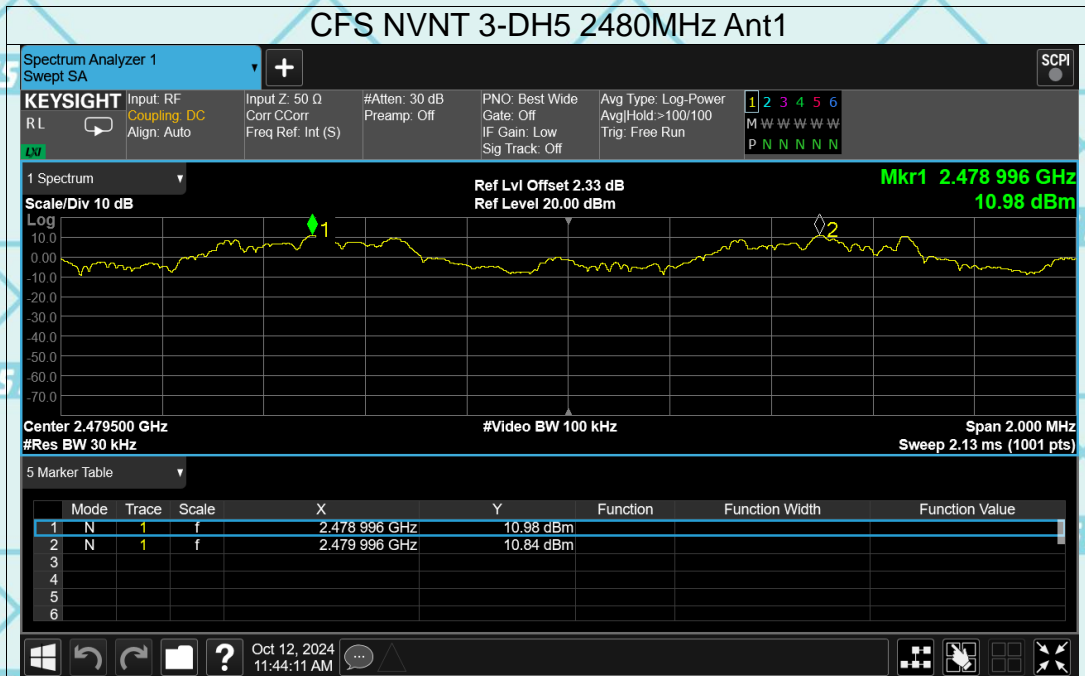 CFS NVNT 3-DH5 2480MHz Ant1
Spectrum Analyzer 1
Swept SA
+
SCPI
KEYSIGHT Input: RF Input Z: 50 Ω #Atten: 30 dB PNO: Best Wide Avg Type: Log-Power 1 2 3 4 5 6
R L Coupling: DC Corr CCorr Preamp: Off Gate: Off Avg|Hold:>100/100 M W W W W W
Align: Auto Freq Ref: Int (S) IF Gain: Low Trig: Free Run P N N N N N
LXI Sig Track: Off
1 Spectrum Ref Lvl Offset 2.33 dB Mkr1 2.478 996 GHz
Scale/Div 10 dB Ref Level 20.00 dBm 10.98 dBm
Log
1
2
10.0
0.00
-10.0
-20.0
-30.0
-40.0
-50.0
-60.0
-70.0
Center 2.479500 GHz #Video BW 100 kHz Span 2.000 MHz
#Res BW 30 kHz Sweep 2.13 ms (1001 pts)
5 Marker Table
Mode Trace Scale X Y Function Function Width Function Value
1 N 1 f 2.478 996 GHz 10.98 dBm
2 N 1 f 2.479 996 GHz 10.84 dBm
3
4
5
6
? Oct 12, 2024
11:44:11 AM